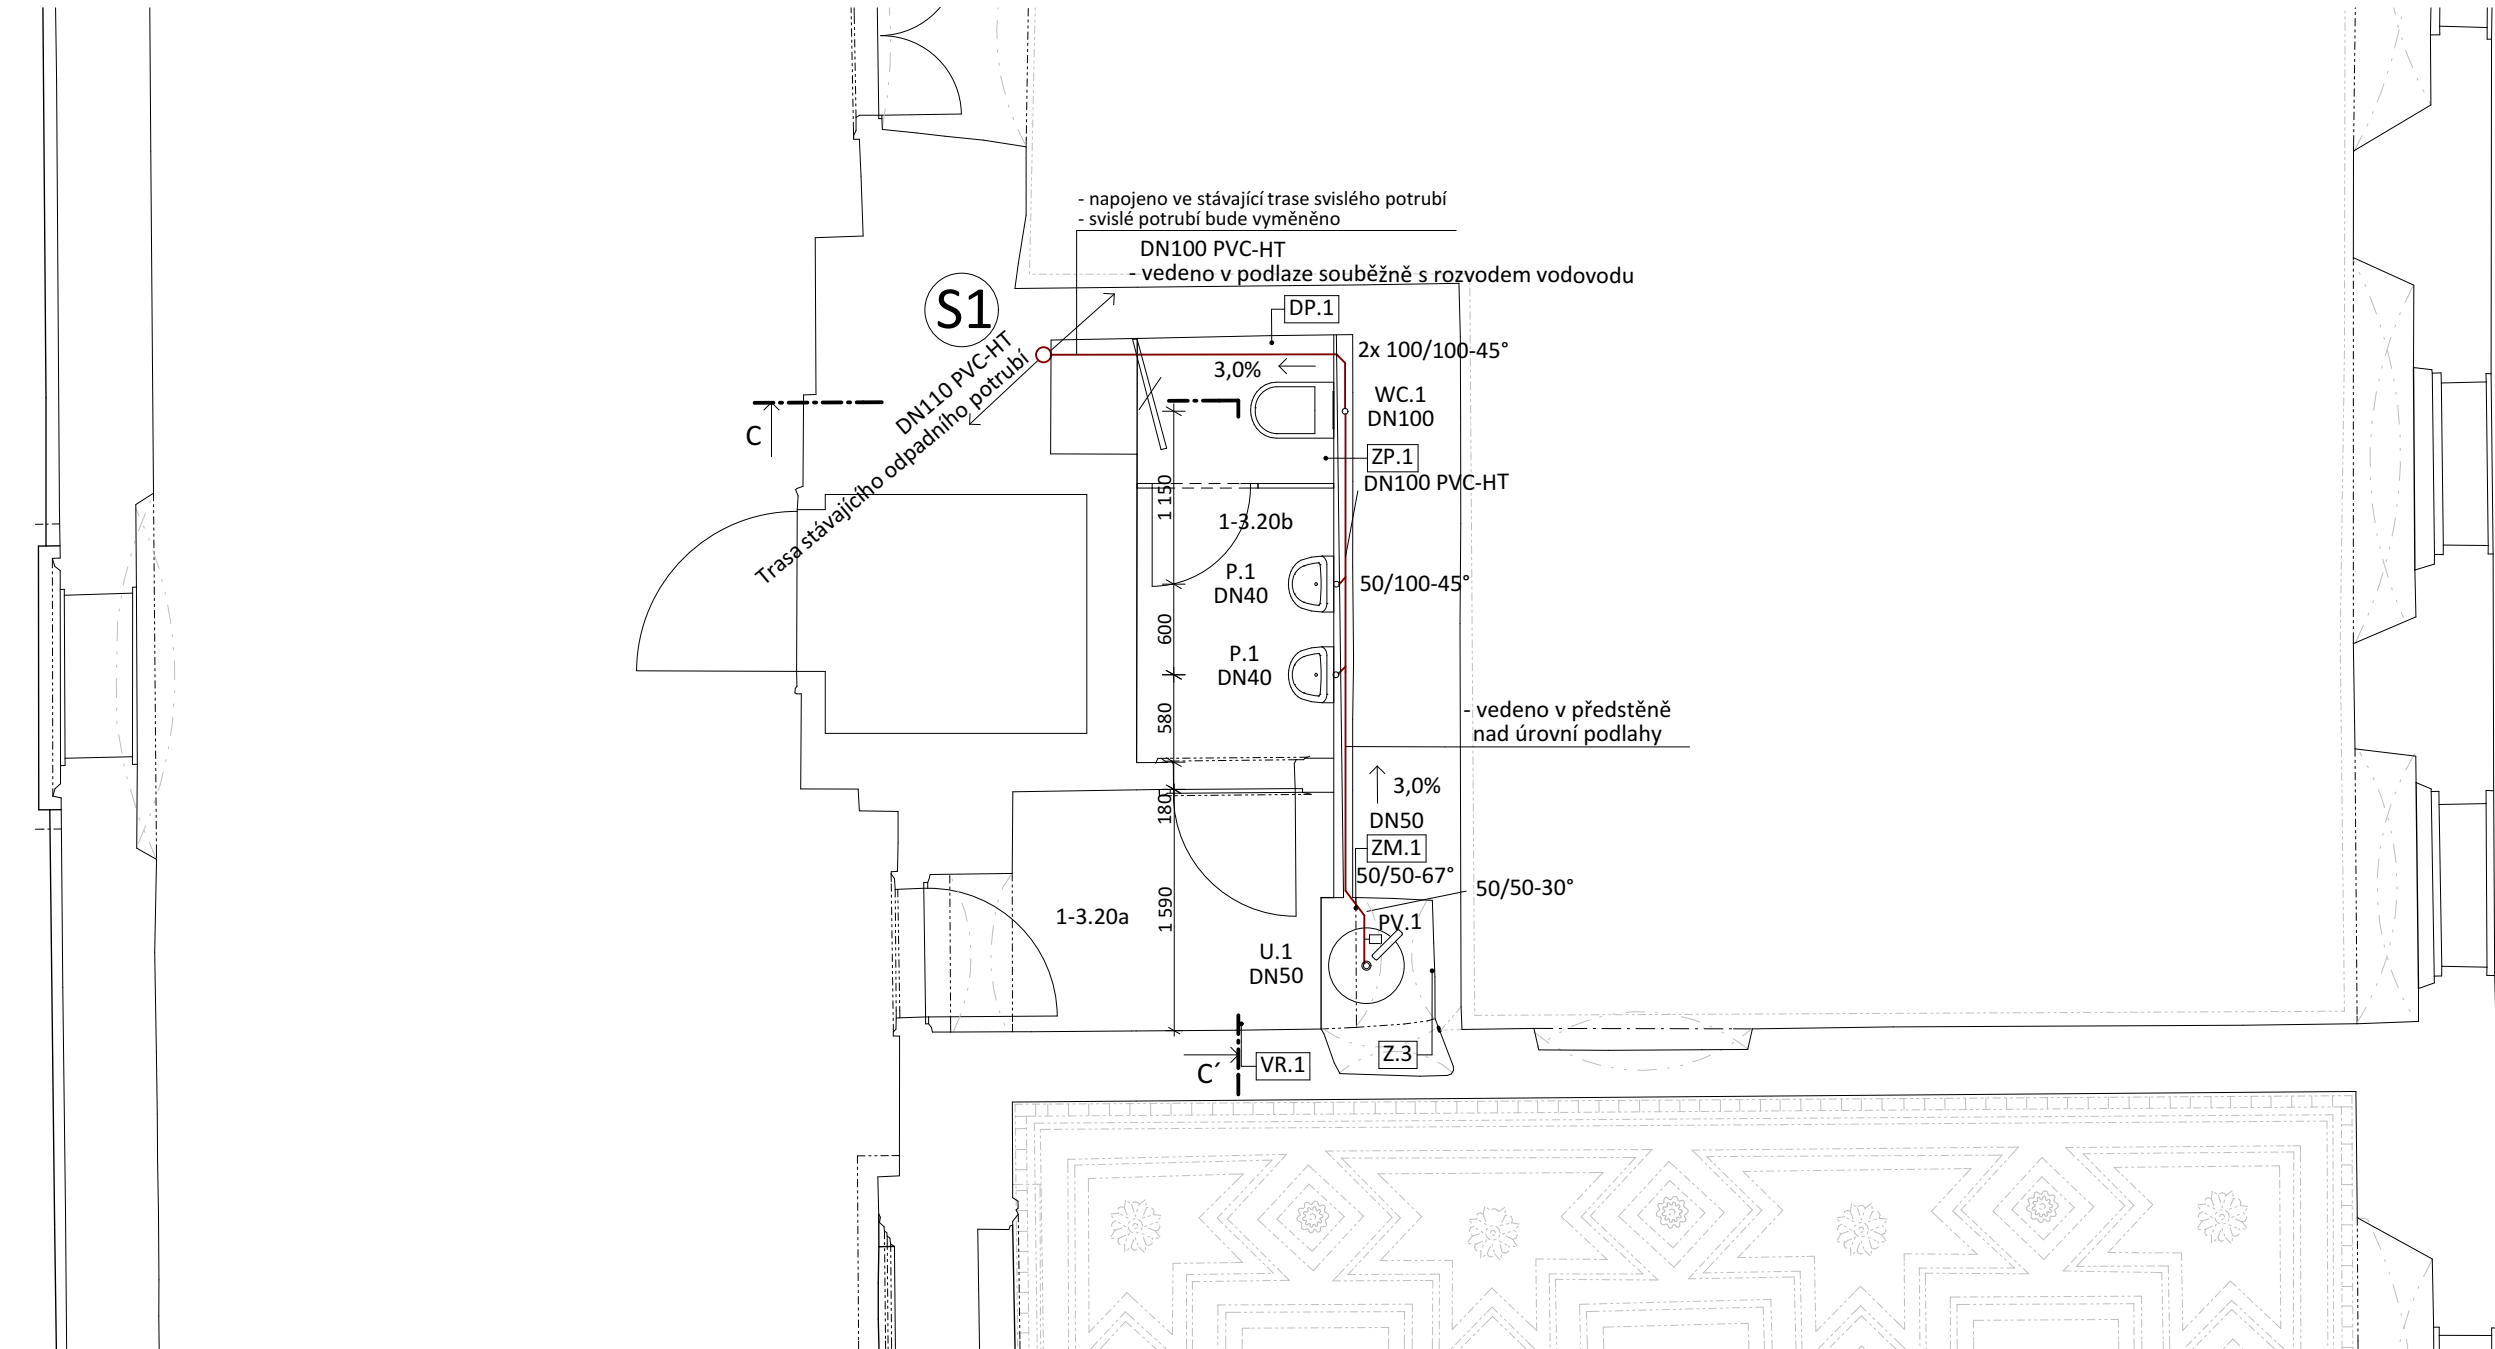 - napojeno ve stávající trase svislého potrubí
- svislé potrubí bude vyměněno
DN100 PVC-HT
- vedeno v podlaze souběžně s rozvodem vodovodu
S1
DP.1
DN110 PVC-HT
Trasa stávajícího odpadního potrubí
2x 100/100-45°
3,0%
WC.1
DN100
C
ZP.1
DN100 PVC-HT
1 150
1-3.20b
P.1
DN40
50/100-45°
600
P.1
DN40
580
- vedeno v předstěně
nad úrovní podlahy
3,0%
180
DN50
ZM.1
50/50-67°
50/50-30°
1 590
1-3.20a
PV.1
U.1
DN50
Z.3
VR.1
C´